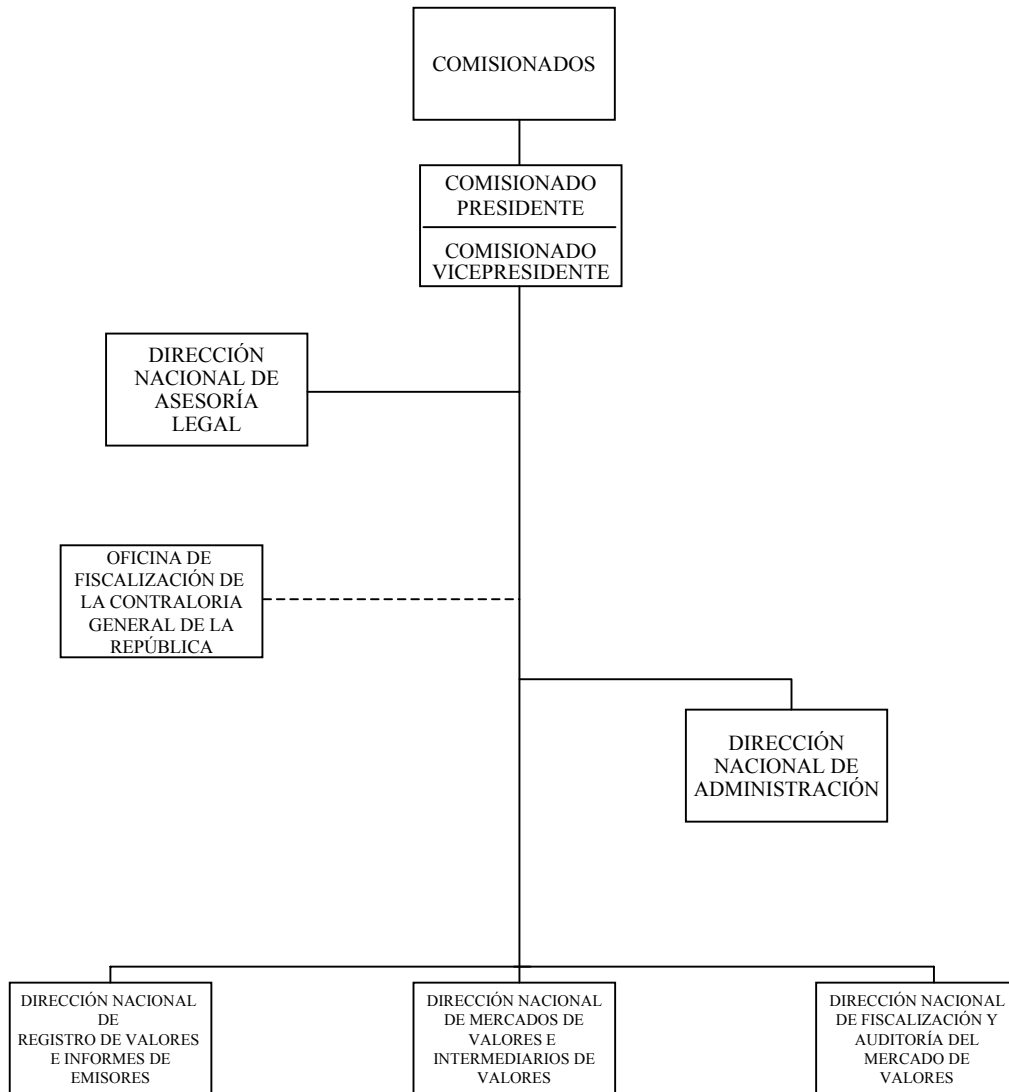 COMISIONADOS
COMISIONADO
PRESIDENTE
COMISIONADO
VICEPRESIDENTE
DIRECCIÓN
NACIONAL DE
ASESORÍA
LEGAL
OFICINA DE
FISCALIZACIÓN DE
LA CONTRALORIA
GENERAL DE LA
REPÚBLICA
DIRECCIÓN
NACIONAL DE
ADMINISTRACIÓN
DIRECCIÓN NACIONAL
DE
REGISTRO DE VALORES
E INFORMES DE
EMISORES
DIRECCIÓN NACIONAL
DE MERCADOS DE
VALORES E
INTERMEDIARIOS DE
VALORES
DIRECCIÓN NACIONAL
DE FISCALIZACIÓN Y
AUDITORÍA DEL
MERCADO DE
VALORES